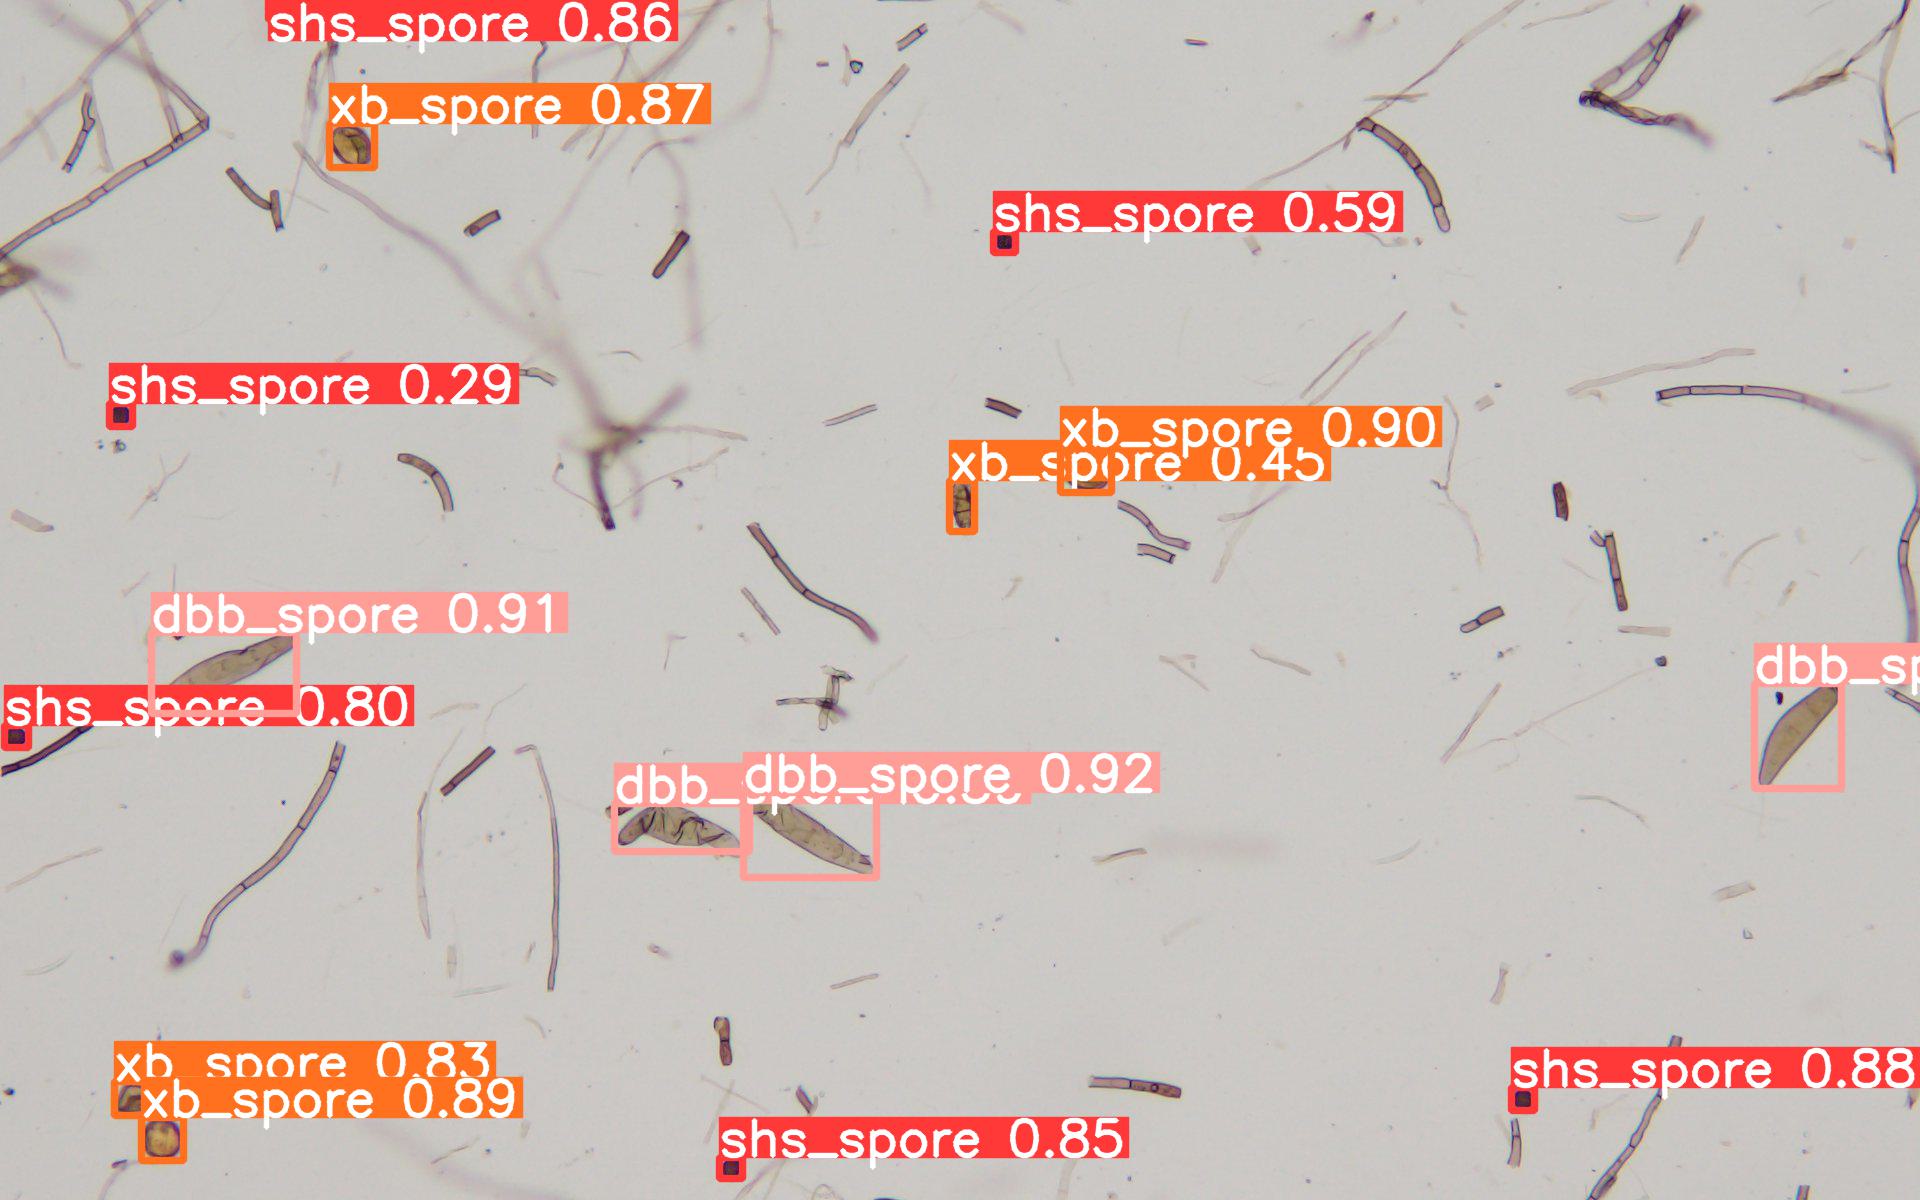 shs_spore 0.86
xb_spore 0.87
shs_spore 0.59
shs_spore 0.29
xb_spore 0.90
xb_spore 0.45
dbb_spore 0.91
dbb_sp
shs_spore 0.80
dbb_spore 0.92
dbb_
xb_spore 0.83
xb_spore 0.89
shs_spore 0.88
shs_spore 0.85